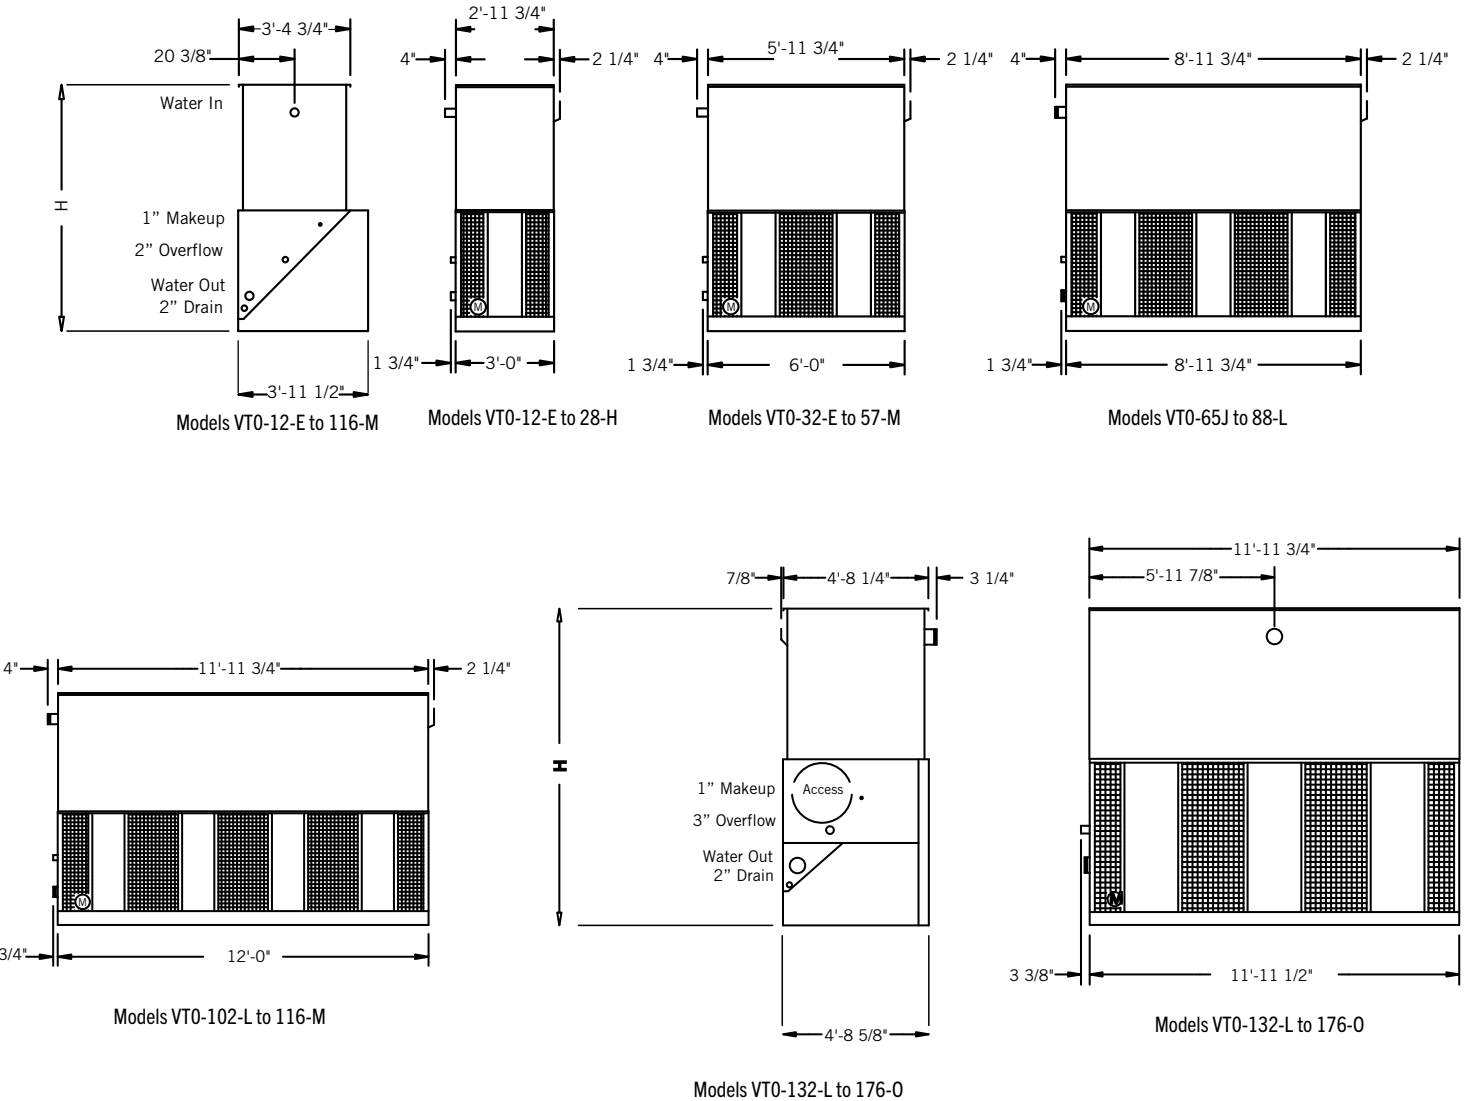 3'-4 3/4"
20 3/8"
Water In
H
1” Makeup
2” Overflow
Water Out
2” Drain
3'-11 1/2"
Models VT0-12-E to 116-M
2'-11 3/4"
4"
2 1/4"
M
1 3/4"
3'-0"
Models VT0-12-E to 28-H
5'-11 3/4"
4"
2 1/4"
M
1 3/4"
6'-0"
Models VT0-32-E to 57-M
4"
8'-11 3/4"
2 1/4"
M
1 3/4"
8'-11 3/4"
Models VT0-65J to 88-L
4"
11'-11 3/4"
2 1/4"
M
3/4"
12'-0"
Models VT0-102-L to 116-M
7/8"
4'-8 1/4"
3 1/4"
H
Access
1” Makeup
3” Overflow
Water Out
2” Drain
4'-8 5/8"
Models VT0-132-L to 176-O
11'-11 3/4"
5'-11 7/8"
M
3 3/8"
11'-11 1/2"
Models VT0-132-L to 176-O